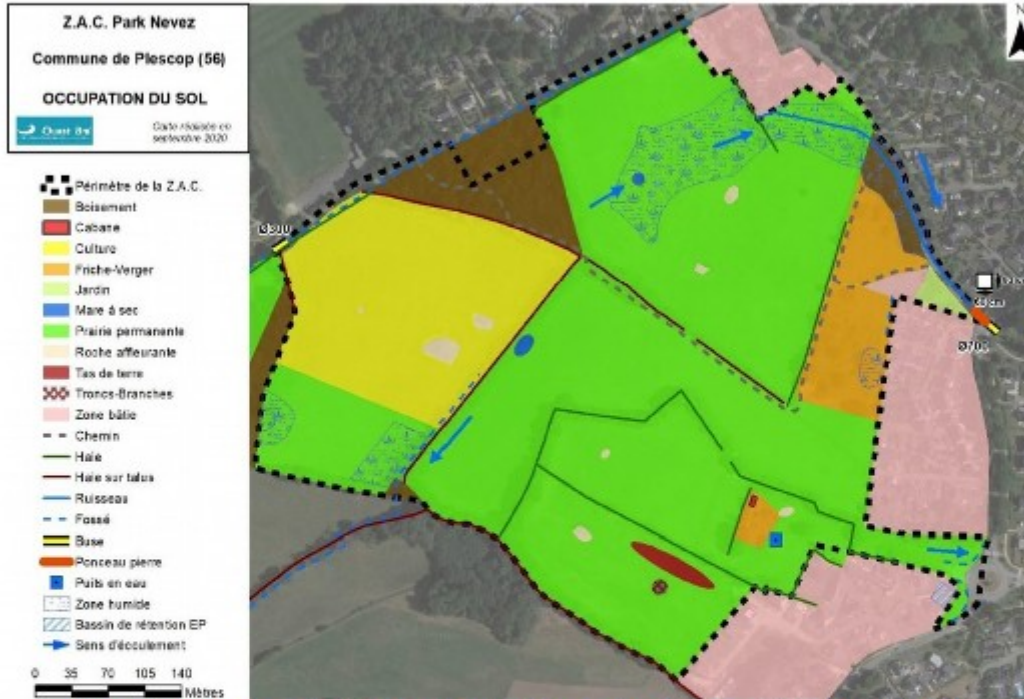 Z.A.C. Park Nevez
Commune de Plescop (56)
OCCUPATION DU SOL
Ouest Am'
Carte réalisée en
septembre 2020
N
Périmètre de la Z.A.C.
Boisement
Cabane
Culture
Friche-Verger
Jardin
Mare à sec
Prairie permanente
Roche affleurante
Tas de terre
Troncs-Branches
Zone bâtie
Chemin
Haie
Haie sur talus
Ruisseau
Fossé
Buse
Ponceau pierre
Puits en eau
Zone humide
Bassin de rétention EP
Sens d'écoulement
0 35 70 105 140
Mètres
Ø300
Ø700